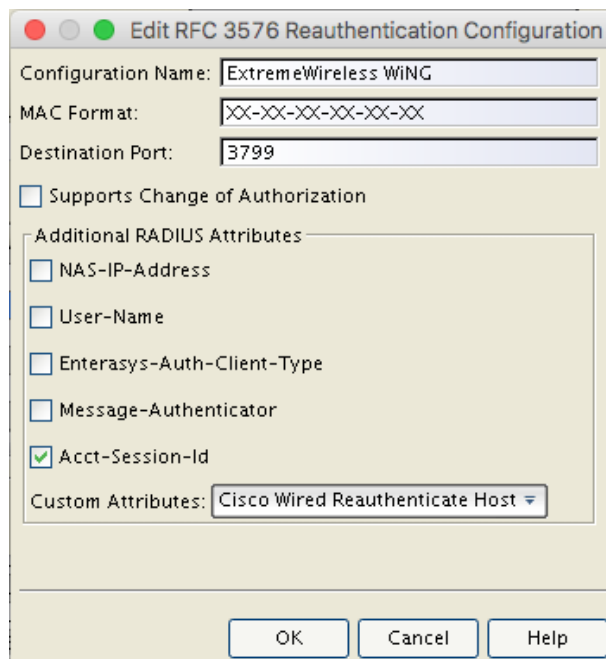 Edit RFC 3576 Reauthentication Configuration
Configuration Name: ExtremeWireless WiNG
MAC Format: XX-XX-XX-XX-XX-XX
Destination Port: 3799
Supports Change of Authorization
Additional RADIUS Attributes
NAS-IP-Address
User-Name
Enterasys-Auth-Client-Type
Message-Authenticator
Acct-Session-Id
Custom Attributes: Cisco Wired Reauthenticate Host
OK Cancel Help